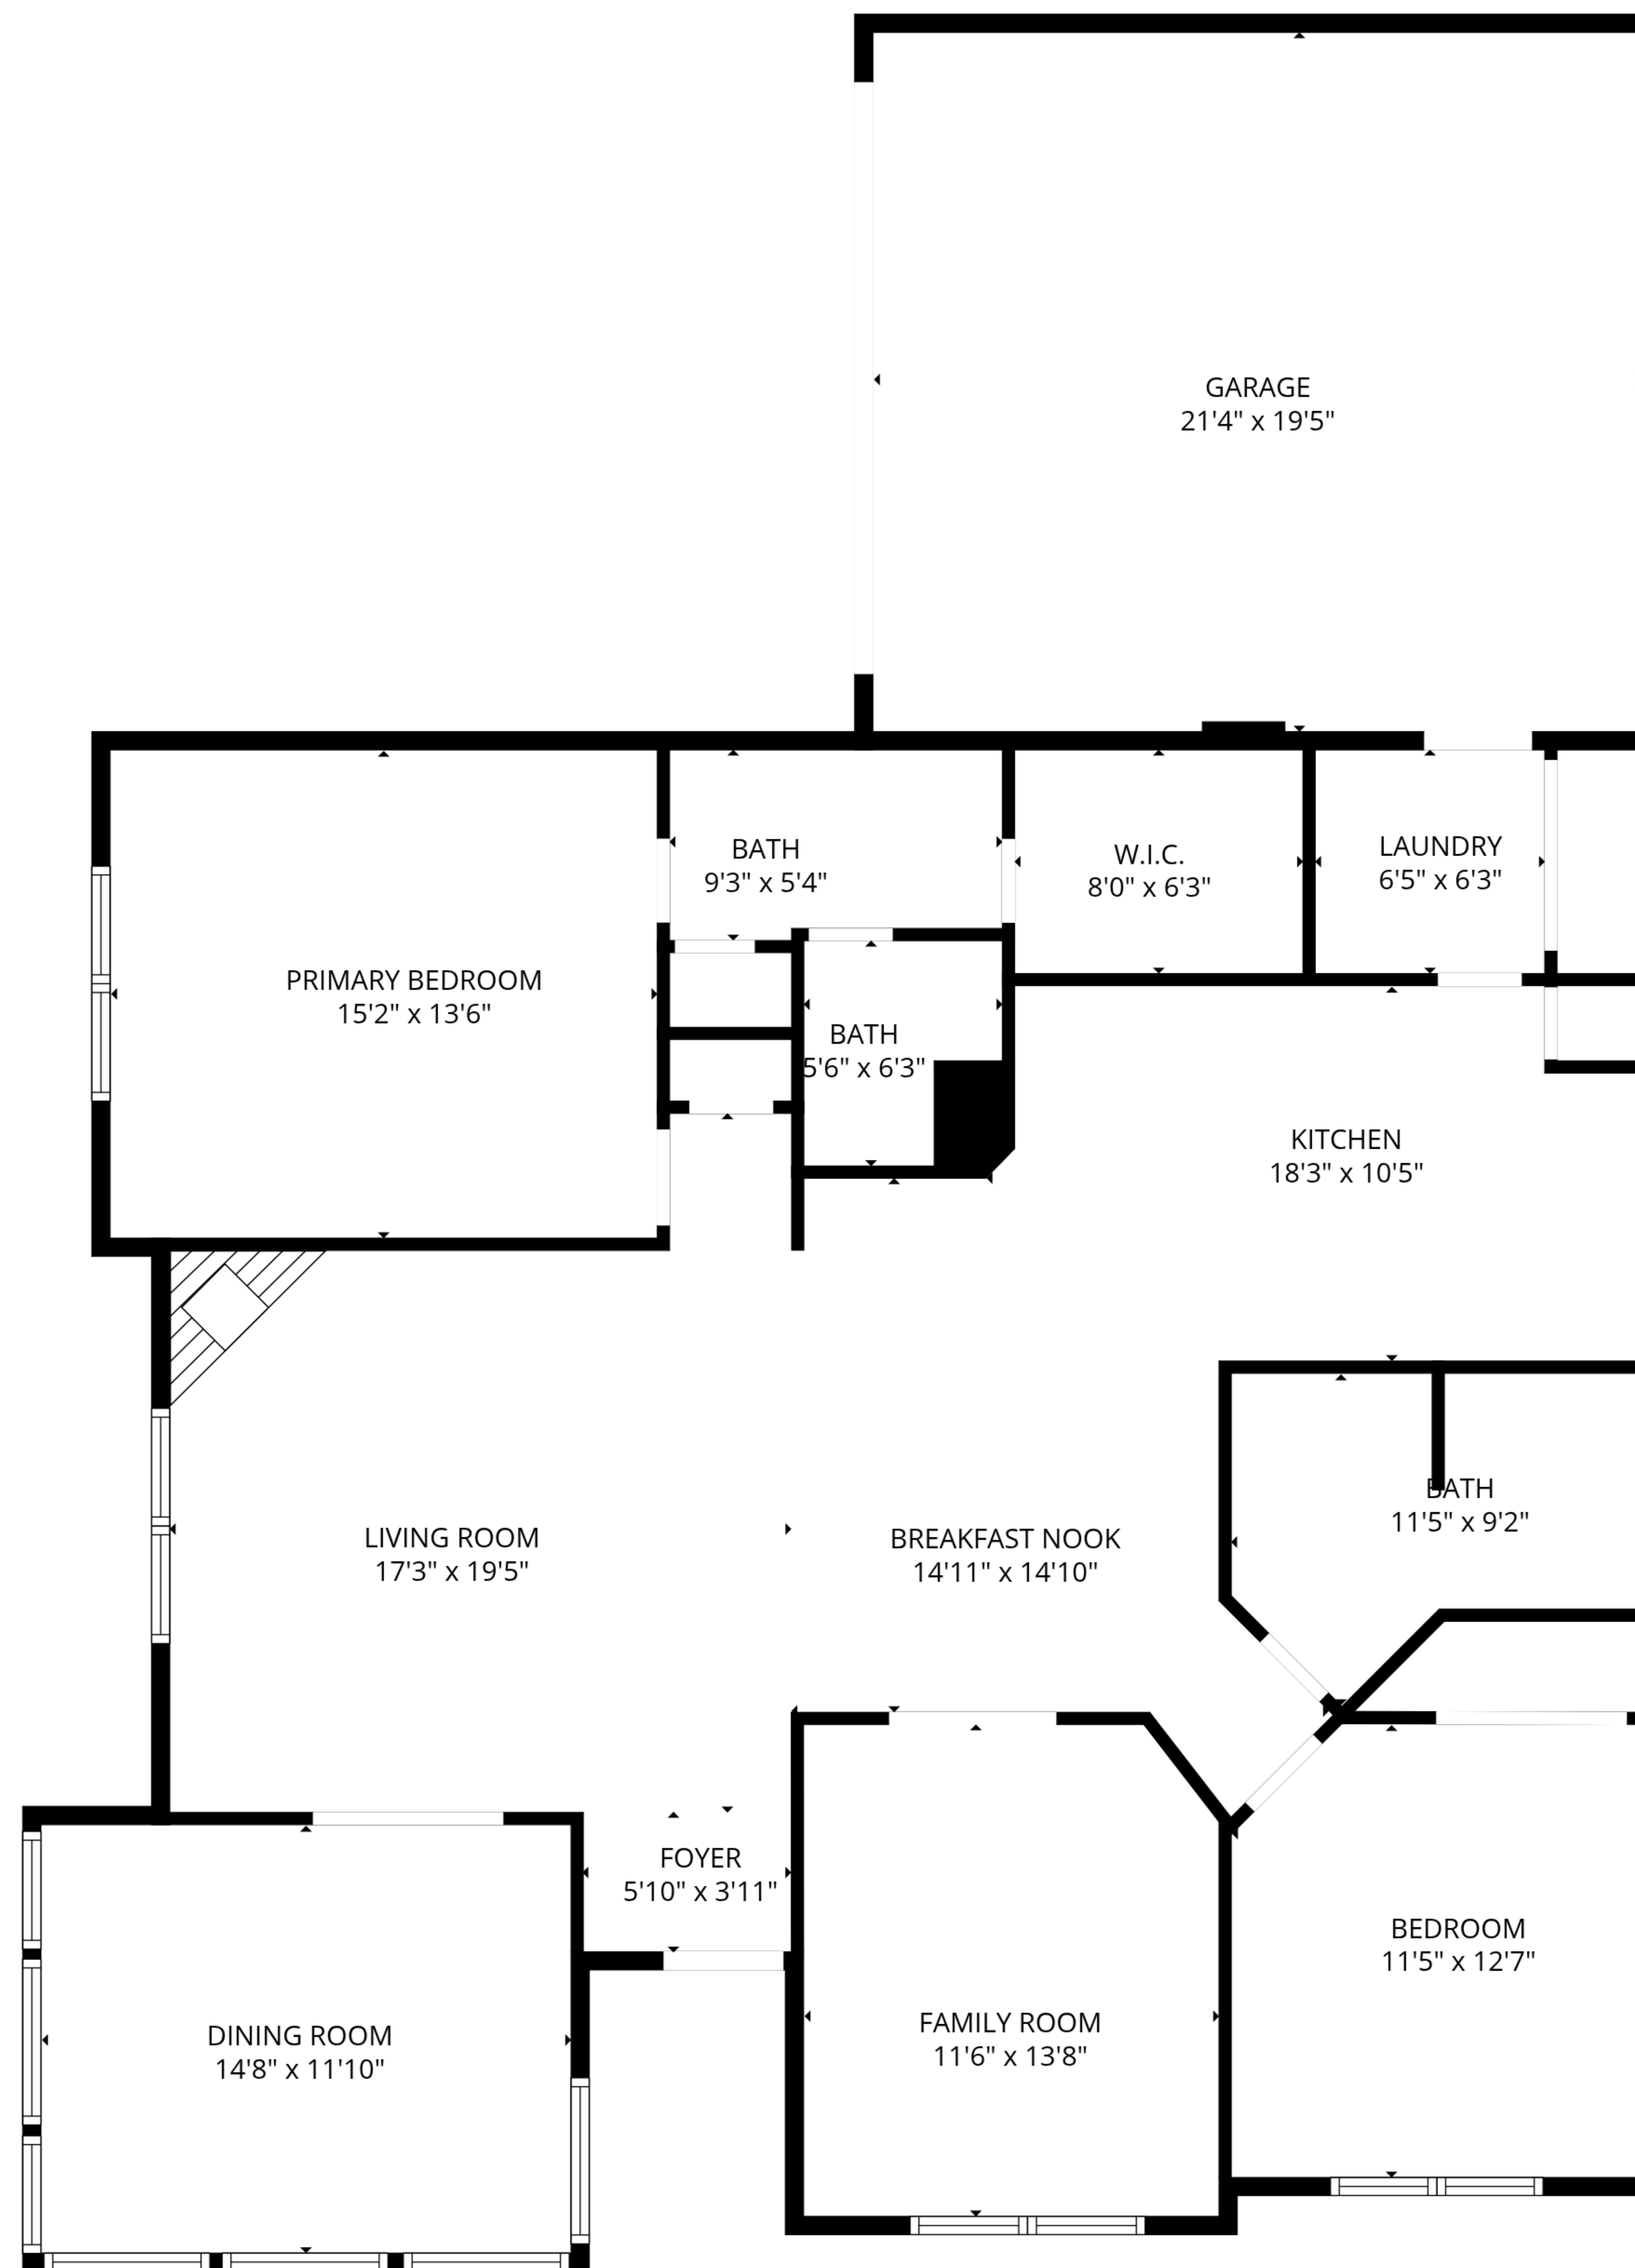 GARAGE
21'4" x 19'5"
BATH
9'3" x 5'4"
W.I.C.
8'0" x 6'3"
LAUNDRY
6'5" x 6'3"
PRIMARY BEDROOM
15'2" x 13'6"
BATH
5'6" x 6'3"
KITCHEN
18'3" x 10'5"
BATH
11'5" x 9'2"
LIVING ROOM
17'3" x 19'5"
BREAKFAST NOOK
14'11" x 14'10"
FOYER
5'10" x 3'11"
BEDROOM
11'5" x 12'7"
FAMILY ROOM
11'6" x 13'8"
DINING ROOM
14'8" x 11'10"